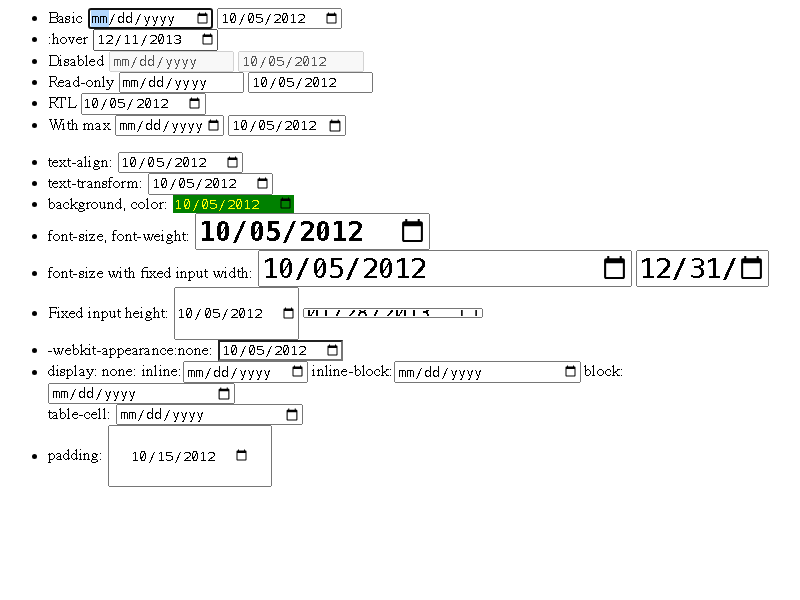 Basic mm/dd/yyyy 10/05/2012
:hover 12/11/2013
Disabled mm/dd/yyyy 10/05/2012
Read-only mm/dd/yyyy 10/05/2012
RTL 10/05/2012
With max mm/dd/yyyy 10/05/2012
text-align: 10/05/2012
text-transform: 10/05/2012
background, color: 10/05/2012
font-size, font-weight: 10/05/2012
font-size with fixed input width: 10/05/2012 12/31/
Fixed input height: 10/05/2012
-webkit-appearance:none: 10/05/2012
display: none: inline: mm/dd/yyyy inline-block: mm/dd/yyyy block:
mm/dd/yyyy
table-cell: mm/dd/yyyy
padding: 10/15/2012